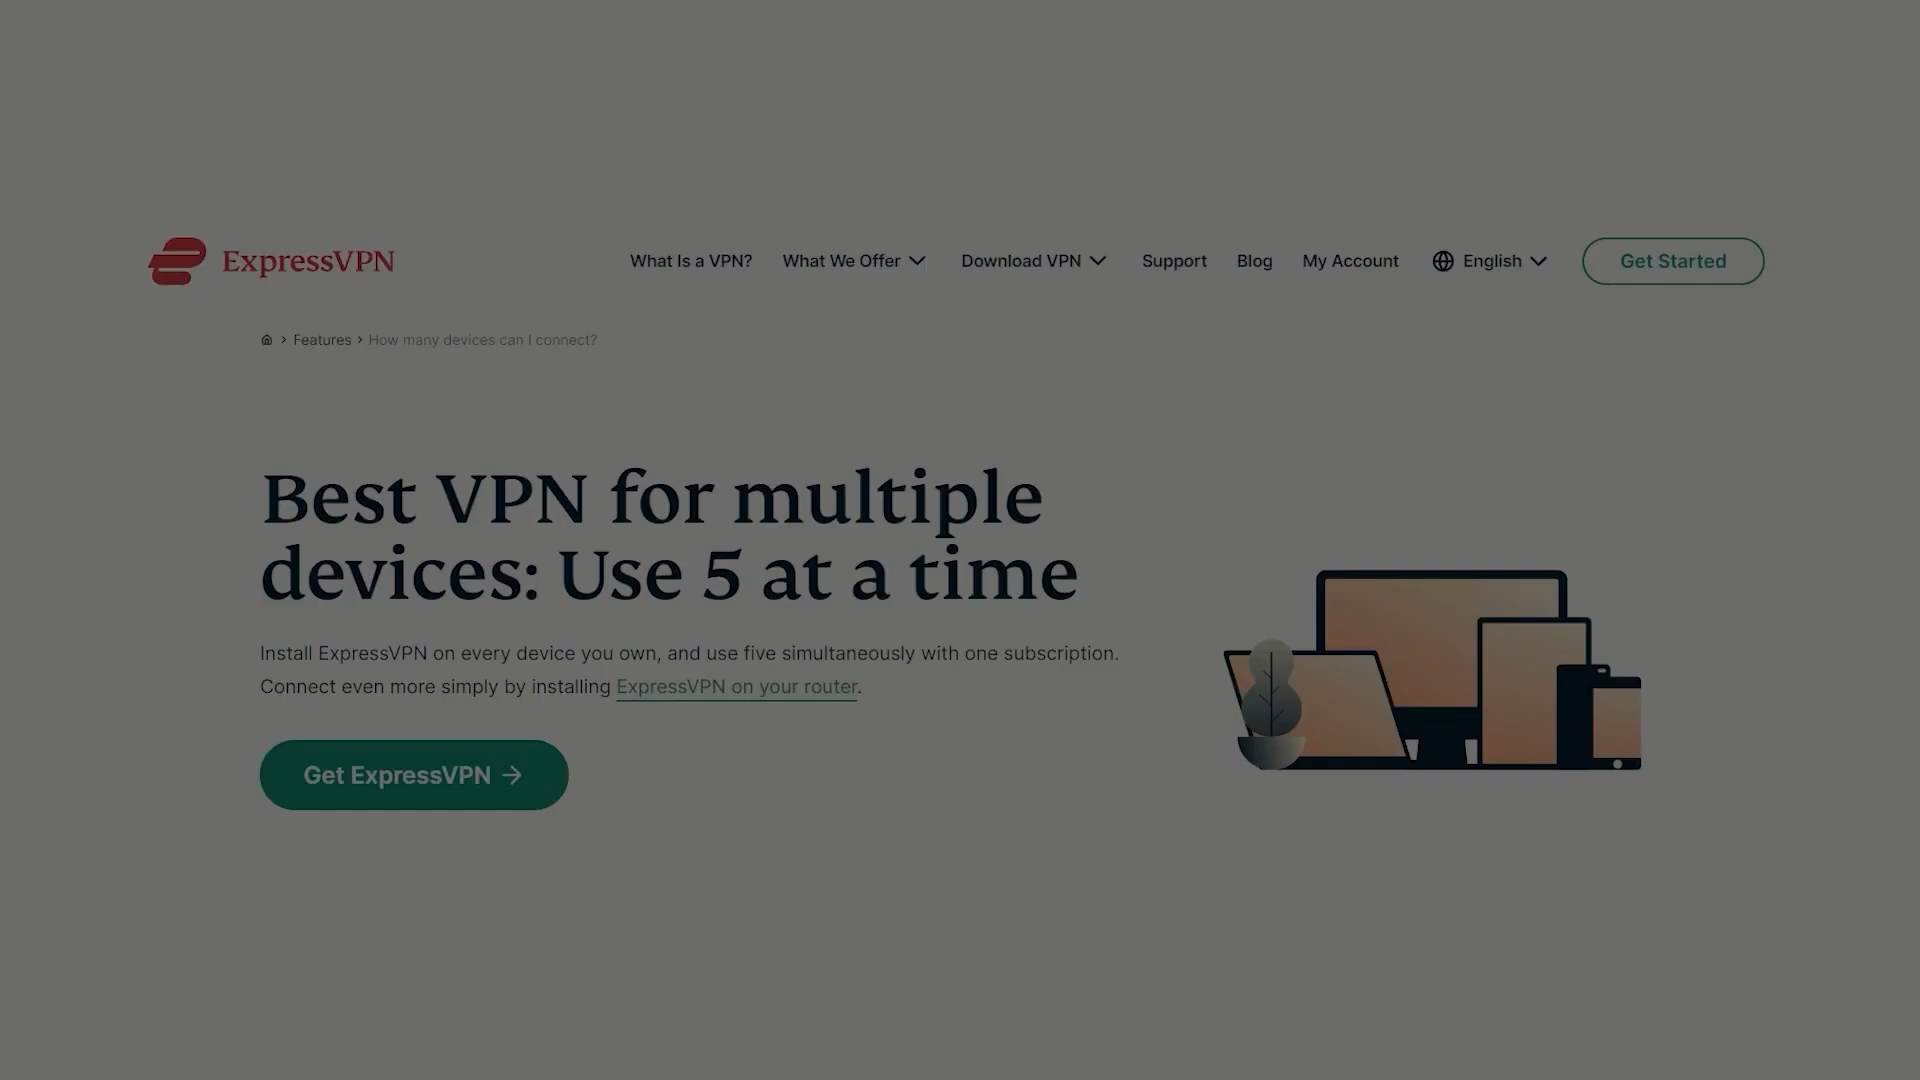 ExpressVPN
What Is a VPN? What We Offer Download VPN Support Blog My Account English Get Started
Features > How many devices can I connect?
Best VPN for multiple
devices: Use 5 at a time
Install ExpressVPN on every device you own, and use five simultaneously with one subscription.
Connect even more simply by installing ExpressVPN on your router.
Get ExpressVPN →